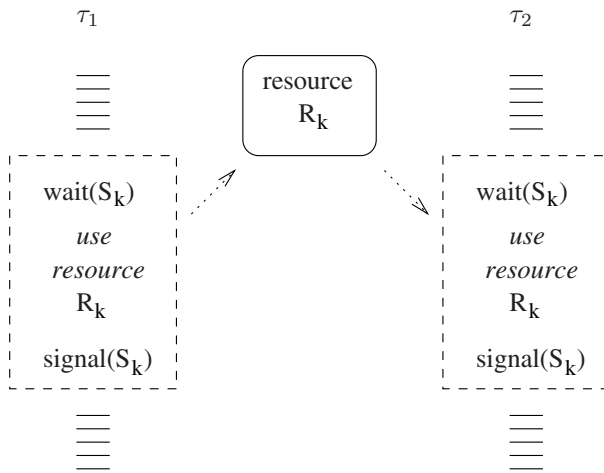 τ1
τ2
resource
Rk
wait(Sk)
use
resource
Rk
signal(Sk)
wait(Sk)
use
resource
Rk
signal(Sk)